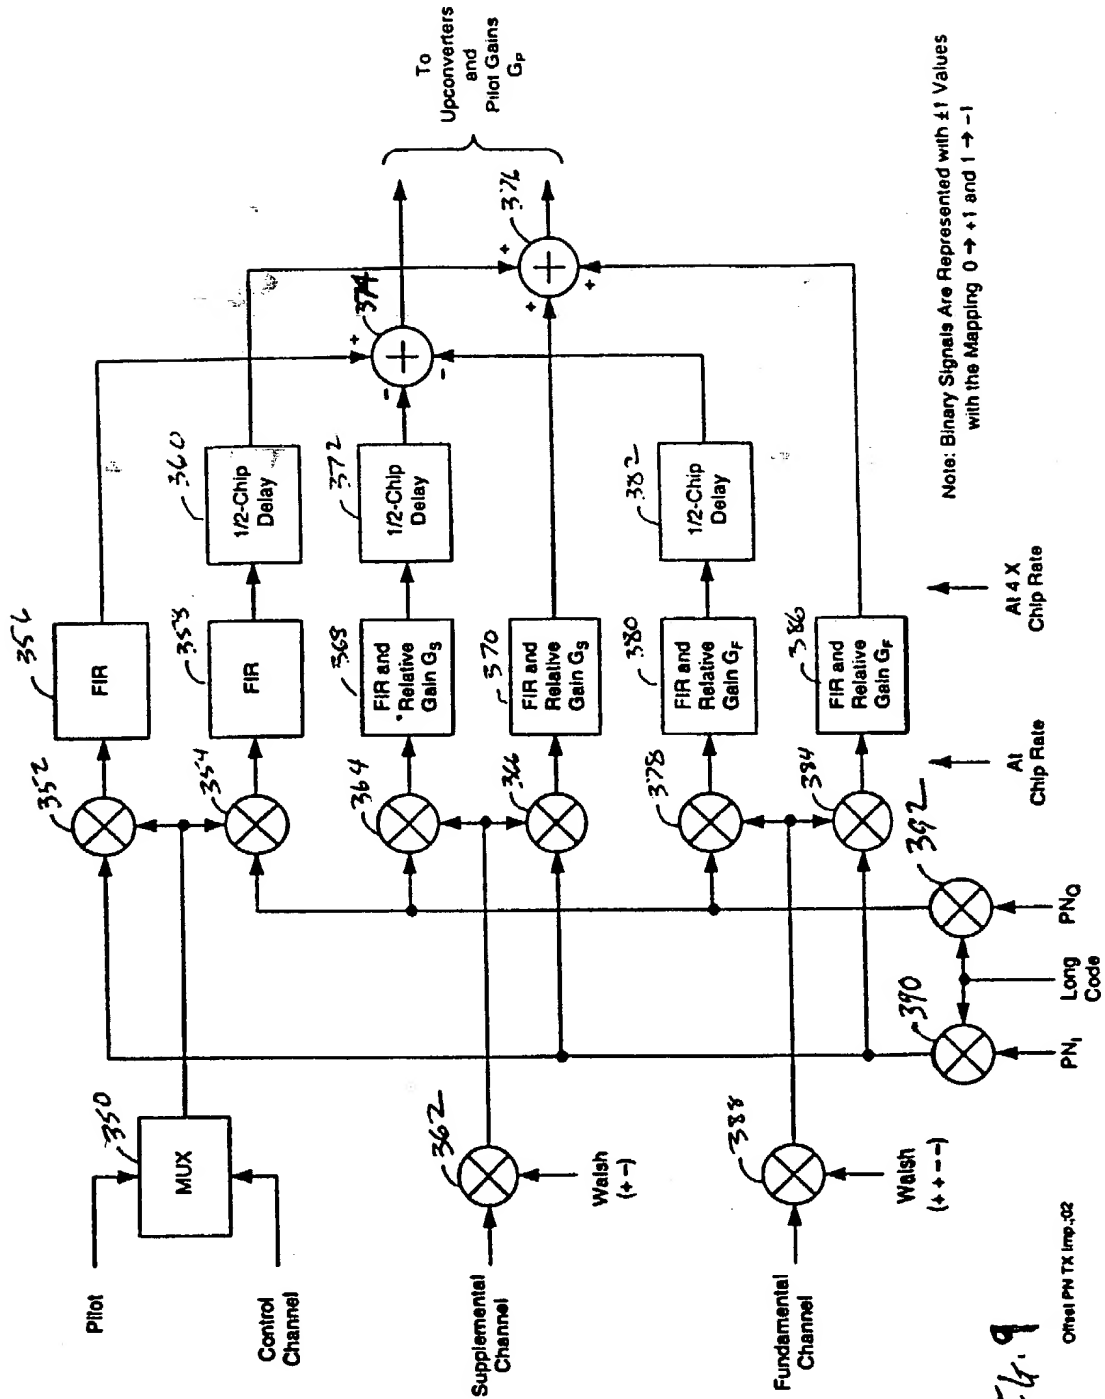 Pilot
Control
Channel
350
MUX
352
354
356
FIR
358
FIR
360
1/2-Chip
Delay
Supplemental
Channel
362
Walsh
(+ -)
364
366
368
FIR and
Relative
Gain GS
370
FIR and
Relative
Gain GS
372
1/2-Chip
Delay
374
+
-
-
+
376
+
+
+
+
To
Upconverters
and
Pilot Gains
GP
Fundamental
Channel
388
Walsh
(+ + - -)
378
384
380
FIR and
Relative
Gain GF
386
FIR and
Relative
Gain GF
382
1/2-Chip
Delay
390
392
PNI
Long
Code
PNQ
At
Chip Rate
At 4 X
Chip Rate
Note: Binary Signals Are Represented with ±1 Values
with the Mapping 0 → +1 and 1 → -1
Offset PN TX Imp.;02
9